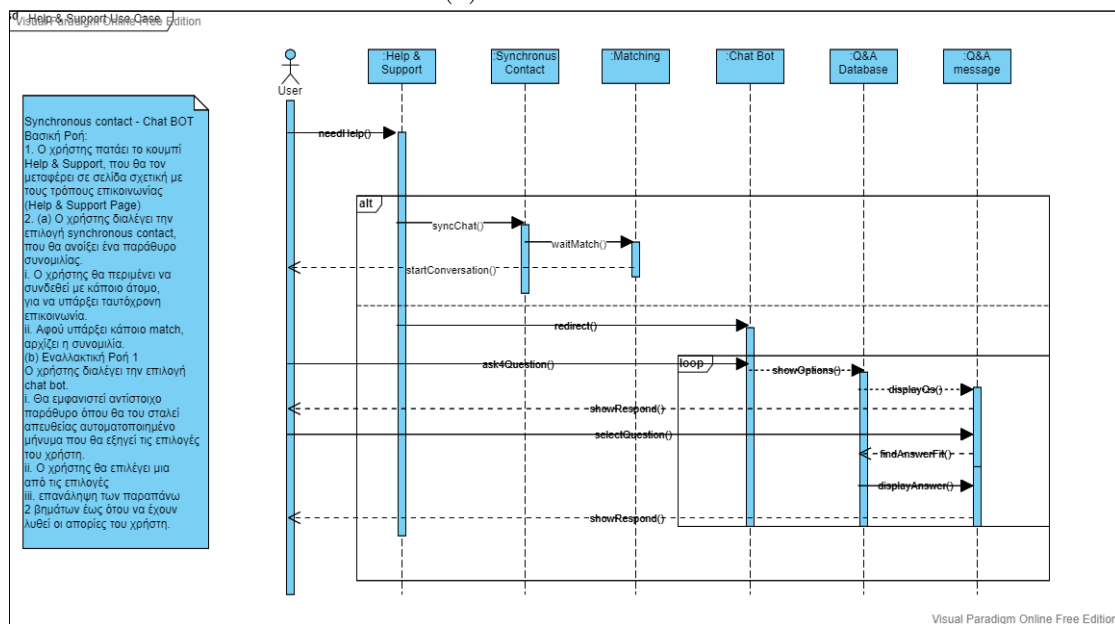 sd Help & Support Use Case
Visual Paradigm Online Free Edition
User
:Help &
Support
:Synchronus
Contact
:Matching
:Chat Bot
:Q&A
Database
:Q&A
message
Synchronous contact - Chat BOT
Βασική Ροή:
1. Ο χρήστης πατάει το κουμπί
Help & Support, που θα τον
μεταφέρει σε σελίδα σχετική με
τους τρόπους επικοινωνίας
(Help & Support Page)
2. (a) Ο χρήστης διαλέγει την
επιλογή synchronous contact,
που θα ανοίξει ένα παράθυρο
συνομιλίας.
i. Ο χρήστης θα περιμένει να
συνδεθεί με κάποιο άτομο,
για να υπάρξει ταυτόχρονη
επικοινωνία.
ii. Αφού υπάρξει κάποιο match,
αρχίζει η συνομιλία.
(b) Εναλλακτική Ροή 1
Ο χρήστης διαλέγει την επιλογή
chat bot.
i. Θα εμφανιστεί αντίστοιχο
παράθυρο όπου θα του σταλεί
απευθείας αυτοματοποιημένο
μήνυμα που θα εξηγεί τις επιλογές
του χρήστη.
ii. Ο χρήστης θα επιλέγει μια
από τις επιλογές
iii. επανάληψη των παραπάνω
2 βημάτων έως ότου να έχουν
λυθεί οι απορίες του χρήστη.
needHelp()
alt
syncChat()
waitMatch()
startConversation()
redirect()
ask4Question()
loop
showOptions()
displayQs()
showRespond()
selectQuestion()
findAnswerFit()
displayAnswer()
showRespond()
Visual Paradigm Online Free Edition